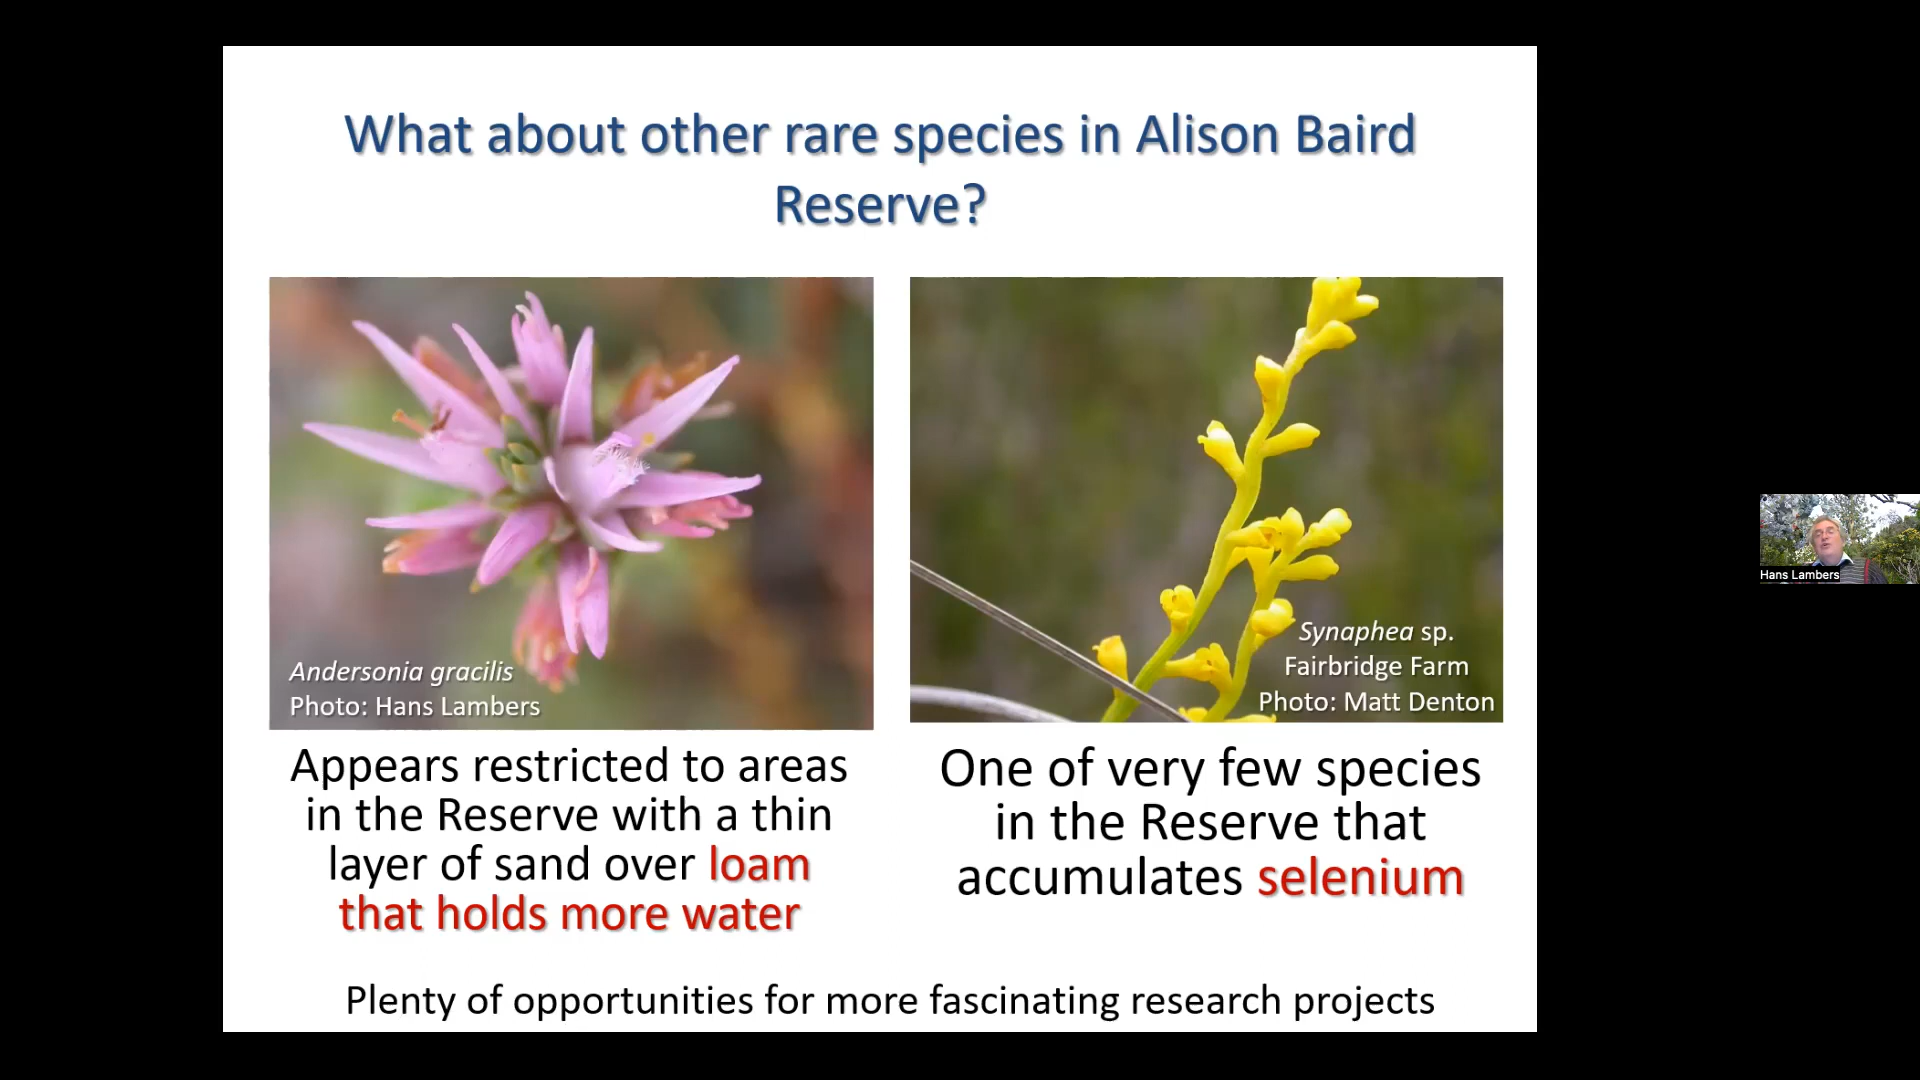 What about other rare species in Alison Baird
Reserve?
Andersonia gracilis
Photo: Hans Lambers
Synaphea sp.
Fairbridge Farm
Photo: Matt Denton
Appears restricted to areas
in the Reserve with a thin
layer of sand over loam
that holds more water
One of very few species
in the Reserve that
accumulates selenium
Plenty of opportunities for more fascinating research projects
Hans Lambers